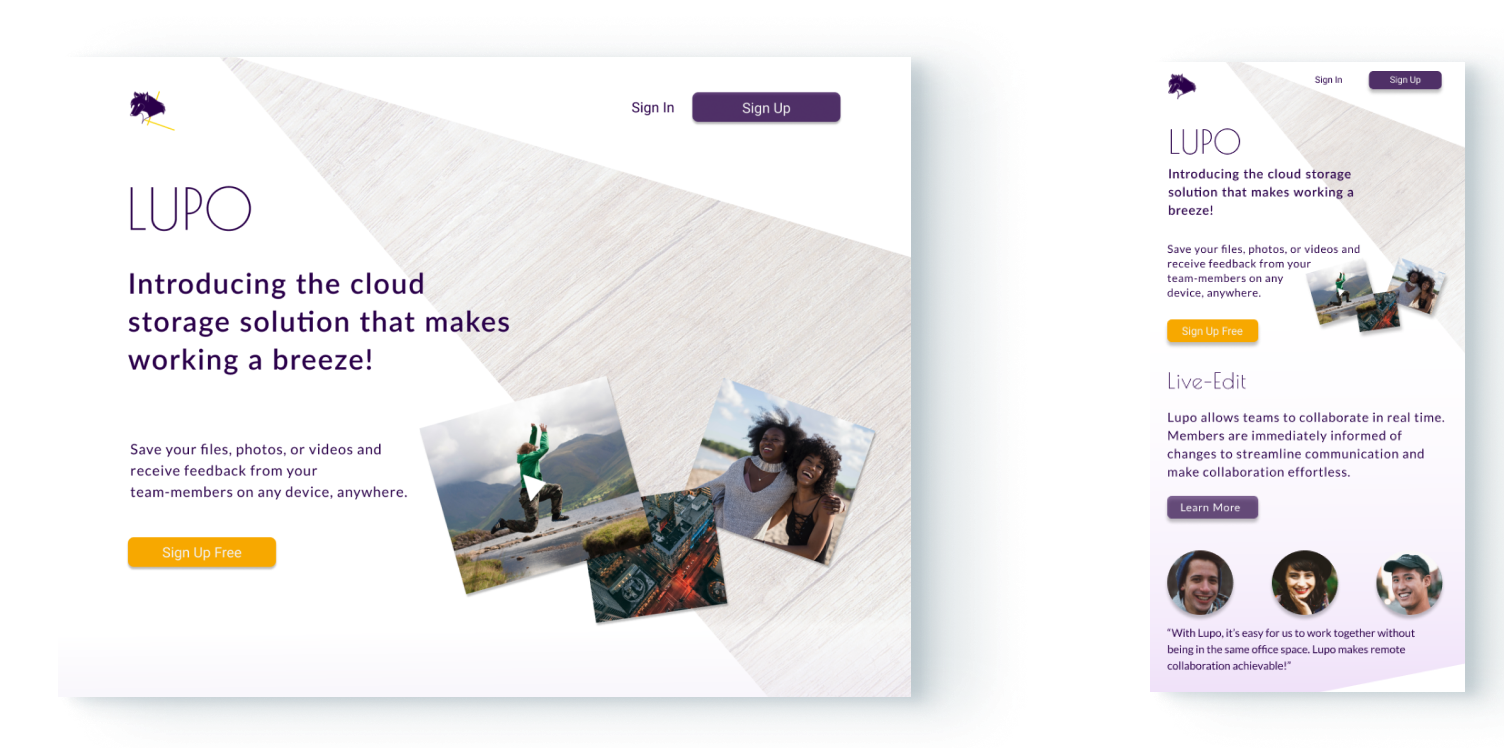 Sign In
Sign Up
LUPO
Introducing the cloud
storage solution that makes
working a breeze!
Save your files, photos, or videos and
receive feedback from your
team-members on any device, anywhere.
Sign Up Free
Sign In
Sign Up
LUPO
Introducing the cloud storage
solution that makes working a
breeze!
Save your files, photos, or videos and
receive feedback from your
team-members on any
device, anywhere.
Sign Up Free
Live-Edit
Lupo allows teams to collaborate in real time.
Members are immediately informed of
changes to streamline communication and
make collaboration effortless.
Learn More
“With Lupo, it’s easy for us to work together without
being in the same office space. Lupo makes remote
collaboration achievable!”